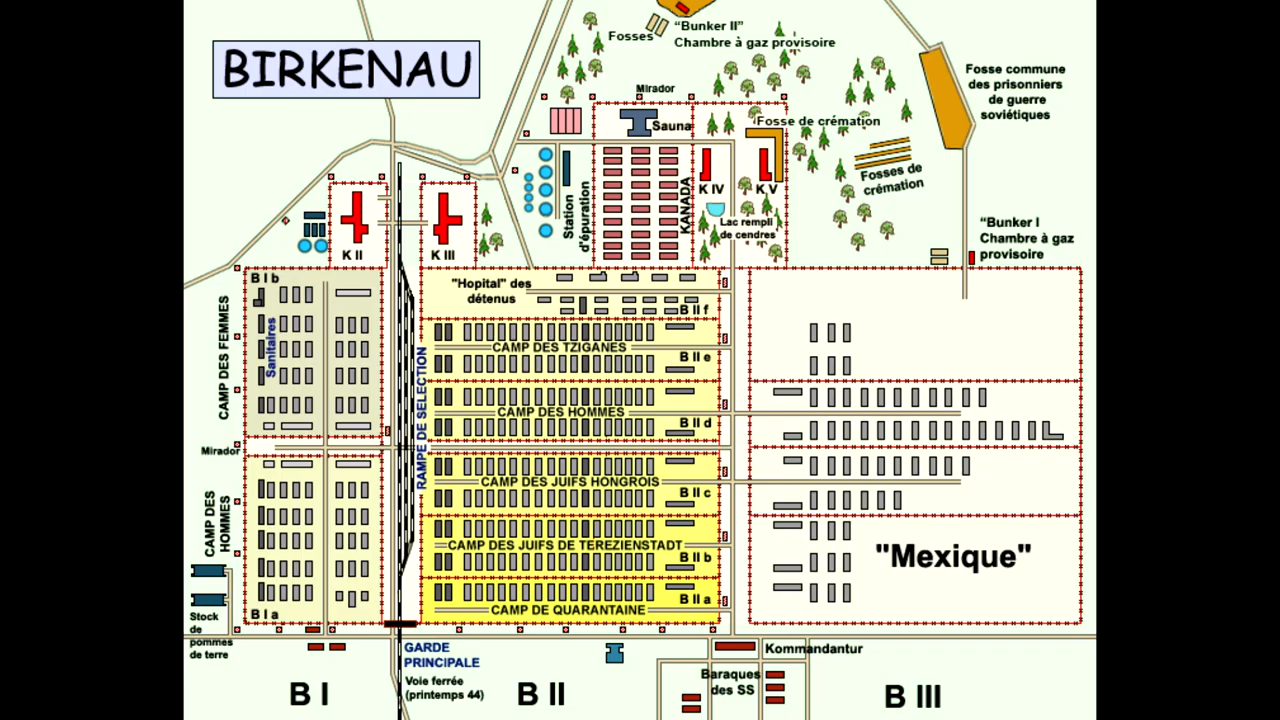 BIRKENAU
Fosses
“Bunker II”
Chambre à gaz provisoire
Fosse commune
des prisonniers
de guerre
soviétiques
Mirador
Sauna
Fosse de crémation
Fosses de
crémation
Station
d'épuration
KANADA
K IV
K V
Lac rempli
de cendres
“Bunker I
Chambre à gaz
provisoire
K II
K III
B I b
"Hopital" des
détenus
B II f
CAMP DES FEMMES
Sanitaires
RAMPE DE SELECTION
CAMP DES TZIGANES
B II e
CAMP DES HOMMES
B II d
Mirador
CAMP DES JUIFS HONGROIS
B II c
CAMP DES
HOMMES
CAMP DES JUIFS DE TEREZIENSTADT
B II b
"Mexique"
B II a
CAMP DE QUARANTAINE
B I a
Stock
de
pommes
de terre
GARDE
PRINCIPALE
Voie ferrée
(printemps 44)
Kommandantur
Baraques
des SS
B I
B II
B III